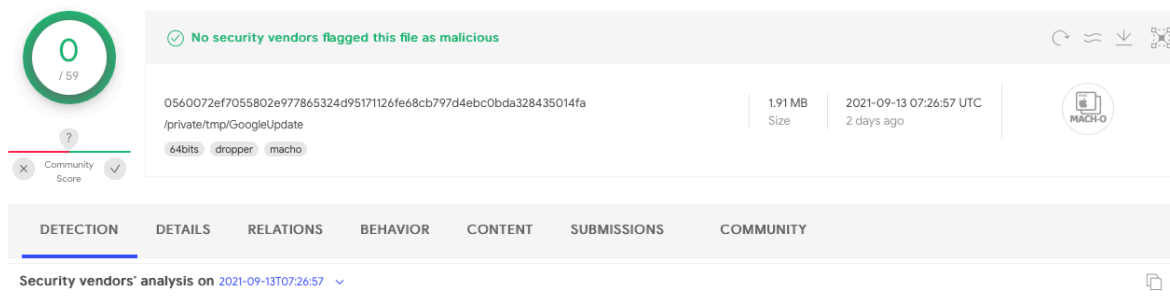 0
/ 59
No security vendors flagged this file as malicious
0560072ef7055802e977865324d95171126fe68cb797d4ebc0bda328435014fa
/private/tmp/GoogleUpdate
64bits dropper macho
1.91 MB
Size
2021-09-13 07:26:57 UTC
2 days ago
MACH-O
?
Community
Score
DETECTION DETAILS RELATIONS BEHAVIOR CONTENT SUBMISSIONS COMMUNITY
Security vendors' analysis on 2021-09-13T07:26:57